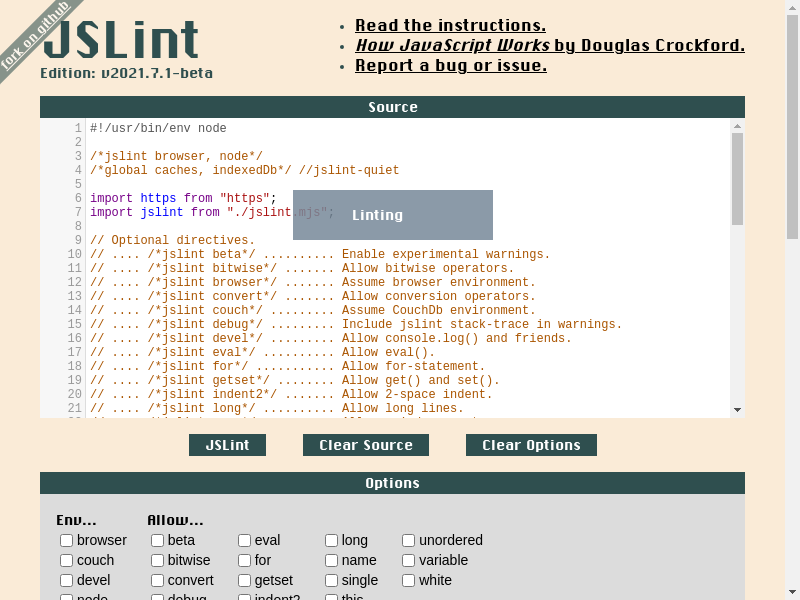 fork on github
JSLint
Edition: v2021.7.1-beta
Read the instructions.
How JavaScript Works by Douglas Crockford.
Report a bug or issue.
Source
1 #!/usr/bin/env node
2
3 /*jslint browser, node*/
4 /*global caches, indexedDb*/ //jslint-quiet
5
6 import https from "https";
7 import jslint from "./jslint.mjs";
Linting
8
9 // Optional directives.
10 // .... /*jslint beta*/ .......... Enable experimental warnings.
11 // .... /*jslint bitwise*/ ....... Allow bitwise operators.
12 // .... /*jslint browser*/ ....... Assume browser environment.
13 // .... /*jslint convert*/ ....... Allow conversion operators.
14 // .... /*jslint couch*/ ......... Assume CouchDb environment.
15 // .... /*jslint debug*/ ......... Include jslint stack-trace in warnings.
16 // .... /*jslint devel*/ ......... Allow console.log() and friends.
17 // .... /*jslint eval*/ .......... Allow eval().
18 // .... /*jslint for*/ ........... Allow for-statement.
19 // .... /*jslint getset*/ ........ Allow get() and set().
20 // .... /*jslint indent2*/ ....... Allow 2-space indent.
21 // .... /*jslint long*/ .......... Allow long lines.
JSLint Clear Source Clear Options
Options
Env... Allow...
browser beta eval long unordered
couch bitwise for name variable
devel convert getset single white
node debug indent2 this